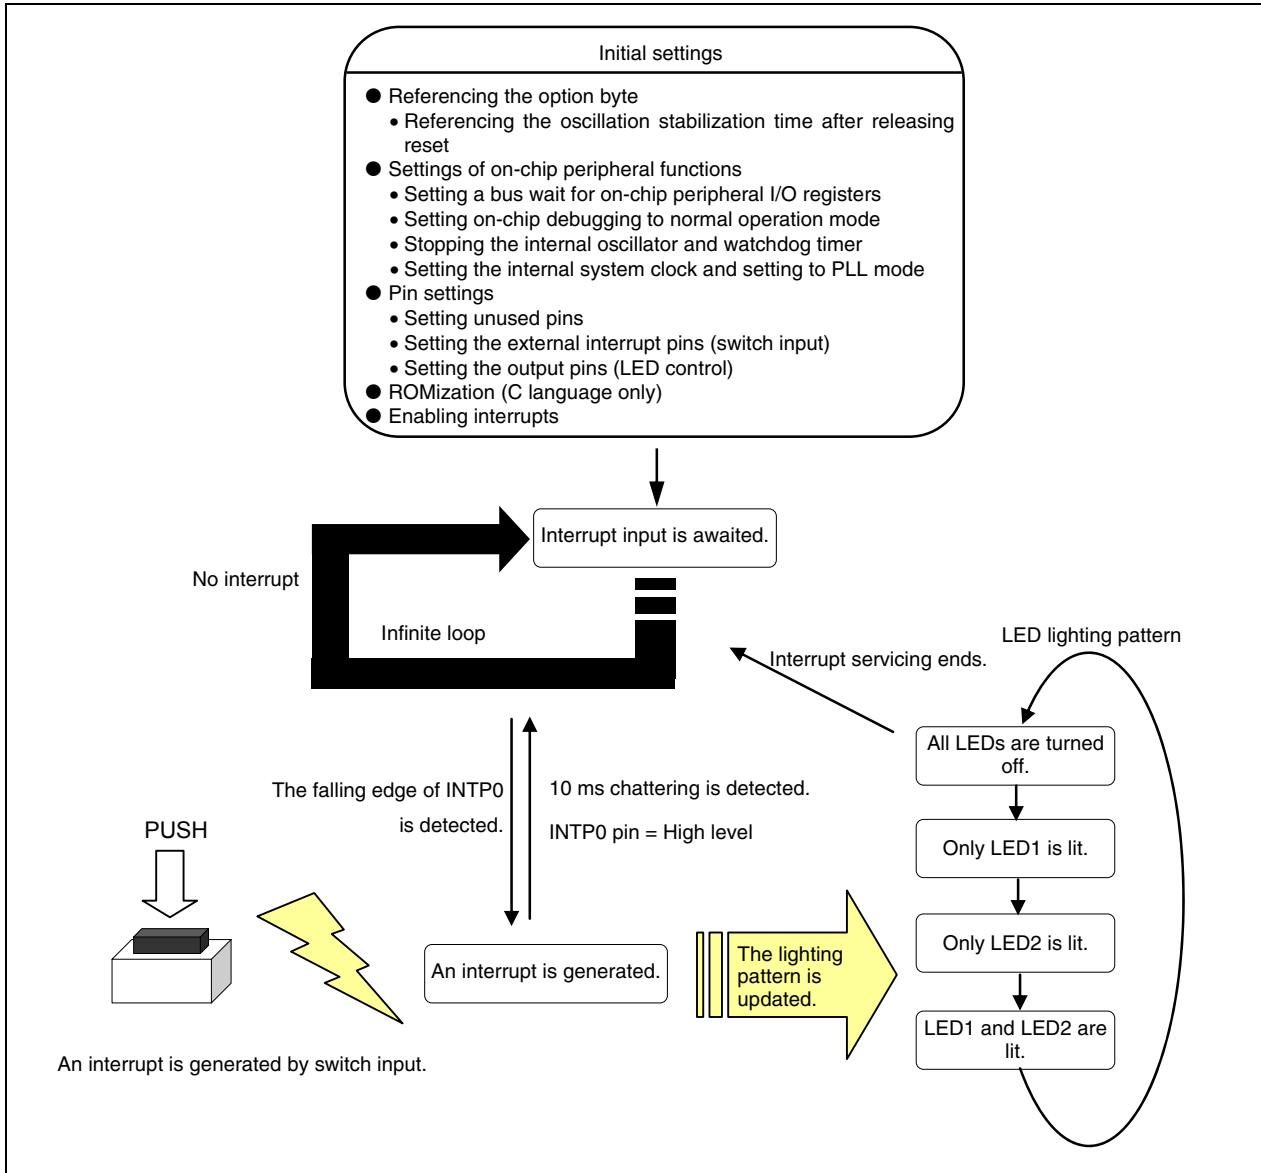 Initial settings
● Referencing the option byte
• Referencing the oscillation stabilization time after releasing
reset
● Settings of on-chip peripheral functions
• Setting a bus wait for on-chip peripheral I/O registers
• Setting on-chip debugging to normal operation mode
• Stopping the internal oscillator and watchdog timer
• Setting the internal system clock and setting to PLL mode
● Pin settings
• Setting unused pins
• Setting the external interrupt pins (switch input)
• Setting the output pins (LED control)
● ROMization (C language only)
● Enabling interrupts
Interrupt input is awaited.
No interrupt
Infinite loop
LED lighting pattern
Interrupt servicing ends.
All LEDs are turned
off.
The falling edge of INTP0
is detected.
10 ms chattering is detected.
INTP0 pin = High level
PUSH
Only LED1 is lit.
Only LED2 is lit.
An interrupt is generated.
The lighting
pattern is
updated.
LED1 and LED2 are
lit.
An interrupt is generated by switch input.